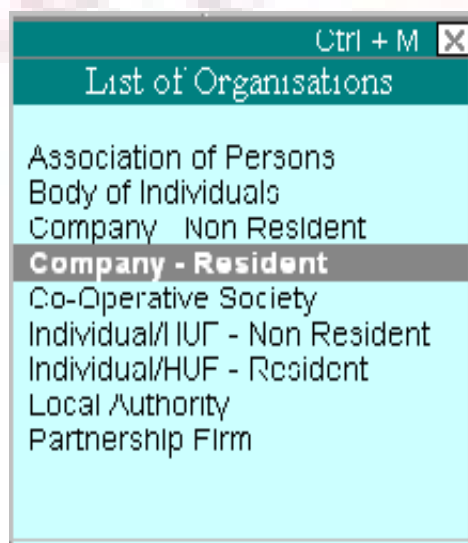 Ctrl + M X
List of Organisations
Association of Persons
Body of Individuals
Company Non Resident
Company - Resident
Co-Operative Society
Individual/HUF - Non Resident
Individual/HUF - Resident
Local Authority
Partnership Firm